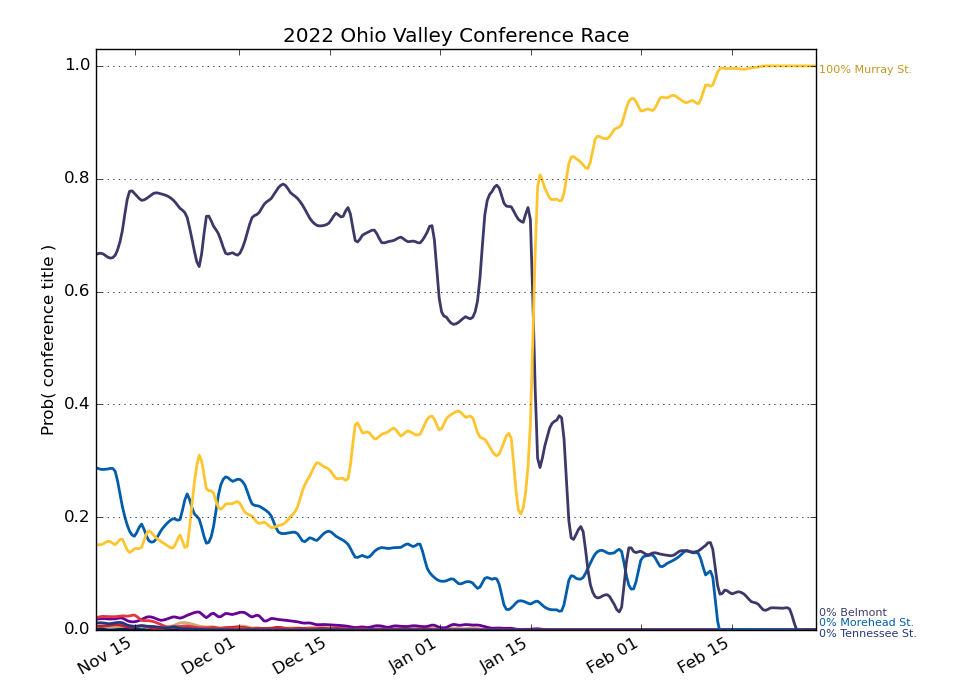 2022 Ohio Valley Conference Race
Prob( conference title )
1.0
0.8
0.6
0.4
0.2
0.0
Nov 15
Dec 01
Dec 15
Jan 01
Jan 15
Feb 01
Feb 15
100% Murray St.
0% Belmont
0% Morehead St.
0% Tennessee St.